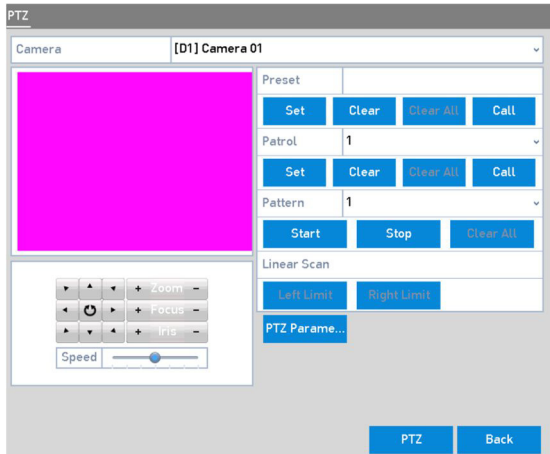 PTZ
Camera [D1] Camera 01
Preset
Set Clear Clear All Call
Patrol 1
Set Clear Clear All Call
Pattern 1
Start Stop Clear All
Linear Scan
Left Limit Right Limit
+ Zoom -
+ Focus -
+ Iris -
PTZ Parame...
Speed
PTZ Back